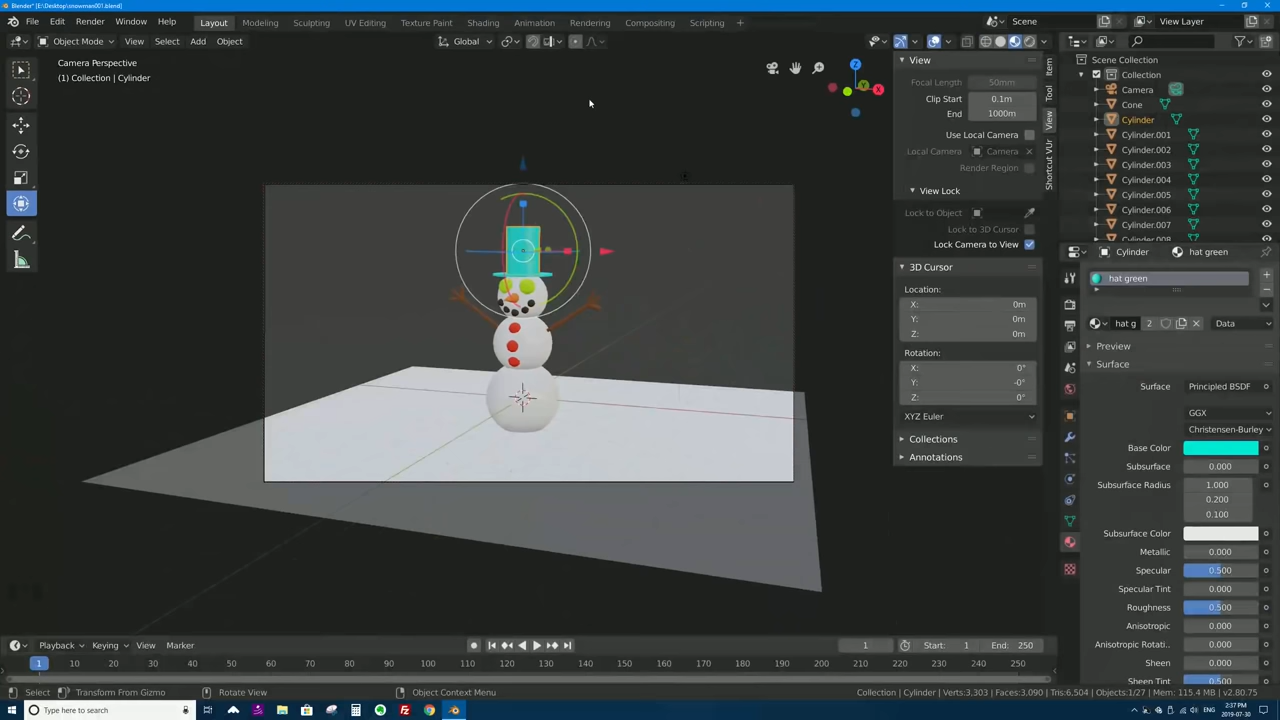 Blender* [E:\Desktop\snowman001.blend]
File Edit Render Window Help Layout Modeling Sculpting UV Editing Texture Paint Shading Animation Rendering Compositing Scripting + Scene View Layer
Object Mode View Select Add Object Global
Camera Perspective
(1) Collection | Cylinder
Z
Y
X
View
Focal Length 50mm
Clip Start 0.1m
End 1000m
Use Local Camera
Local Camera Camera
Render Region
View Lock
Lock to Object
Lock to 3D Cursor
Lock Camera to View
3D Cursor
Location:
X: 0m
Y: 0m
Z: 0m
Rotation:
X: 0°
Y: -0°
Z: 0°
XYZ Euler
Collections
Annotations
Item
Tool
View
Shortcut VUr
Scene Collection
Collection
Camera
Cone
Cylinder
Cylinder.001
Cylinder.002
Cylinder.003
Cylinder.004
Cylinder.005
Cylinder.006
Cylinder.007
Cylinder.008
Cylinder hat green
hat green
hat g 2 Data
Preview
Surface
Surface Principled BSDF
GGX
Christensen-Burley
Base Color
Subsurface 0.000
Subsurface Radius 1.000
0.200
0.100
Subsurface Color
Metallic 0.000
Specular 0.500
Specular Tint 0.000
Roughness 0.500
Anisotropic 0.000
Anisotropic Rotati.. 0.000
Sheen 0.000
Sheen Tint 0.500
Playback Keying View Marker 1 Start: 1 End: 250
1 10 20 30 40 50 60 70 80 90 100 110 120 130 140 150 160 170 180 190 200 210 220 230 240 250
Select Transform From Gizmo Rotate View Object Context Menu Collection | Cylinder | Verts:3,303 | Faces:3,090 | Tris:6,504 | Objects:1/27 | Mem: 115.4 MB | v2.80.75
Type here to search
2:37 PM
2019-07-30